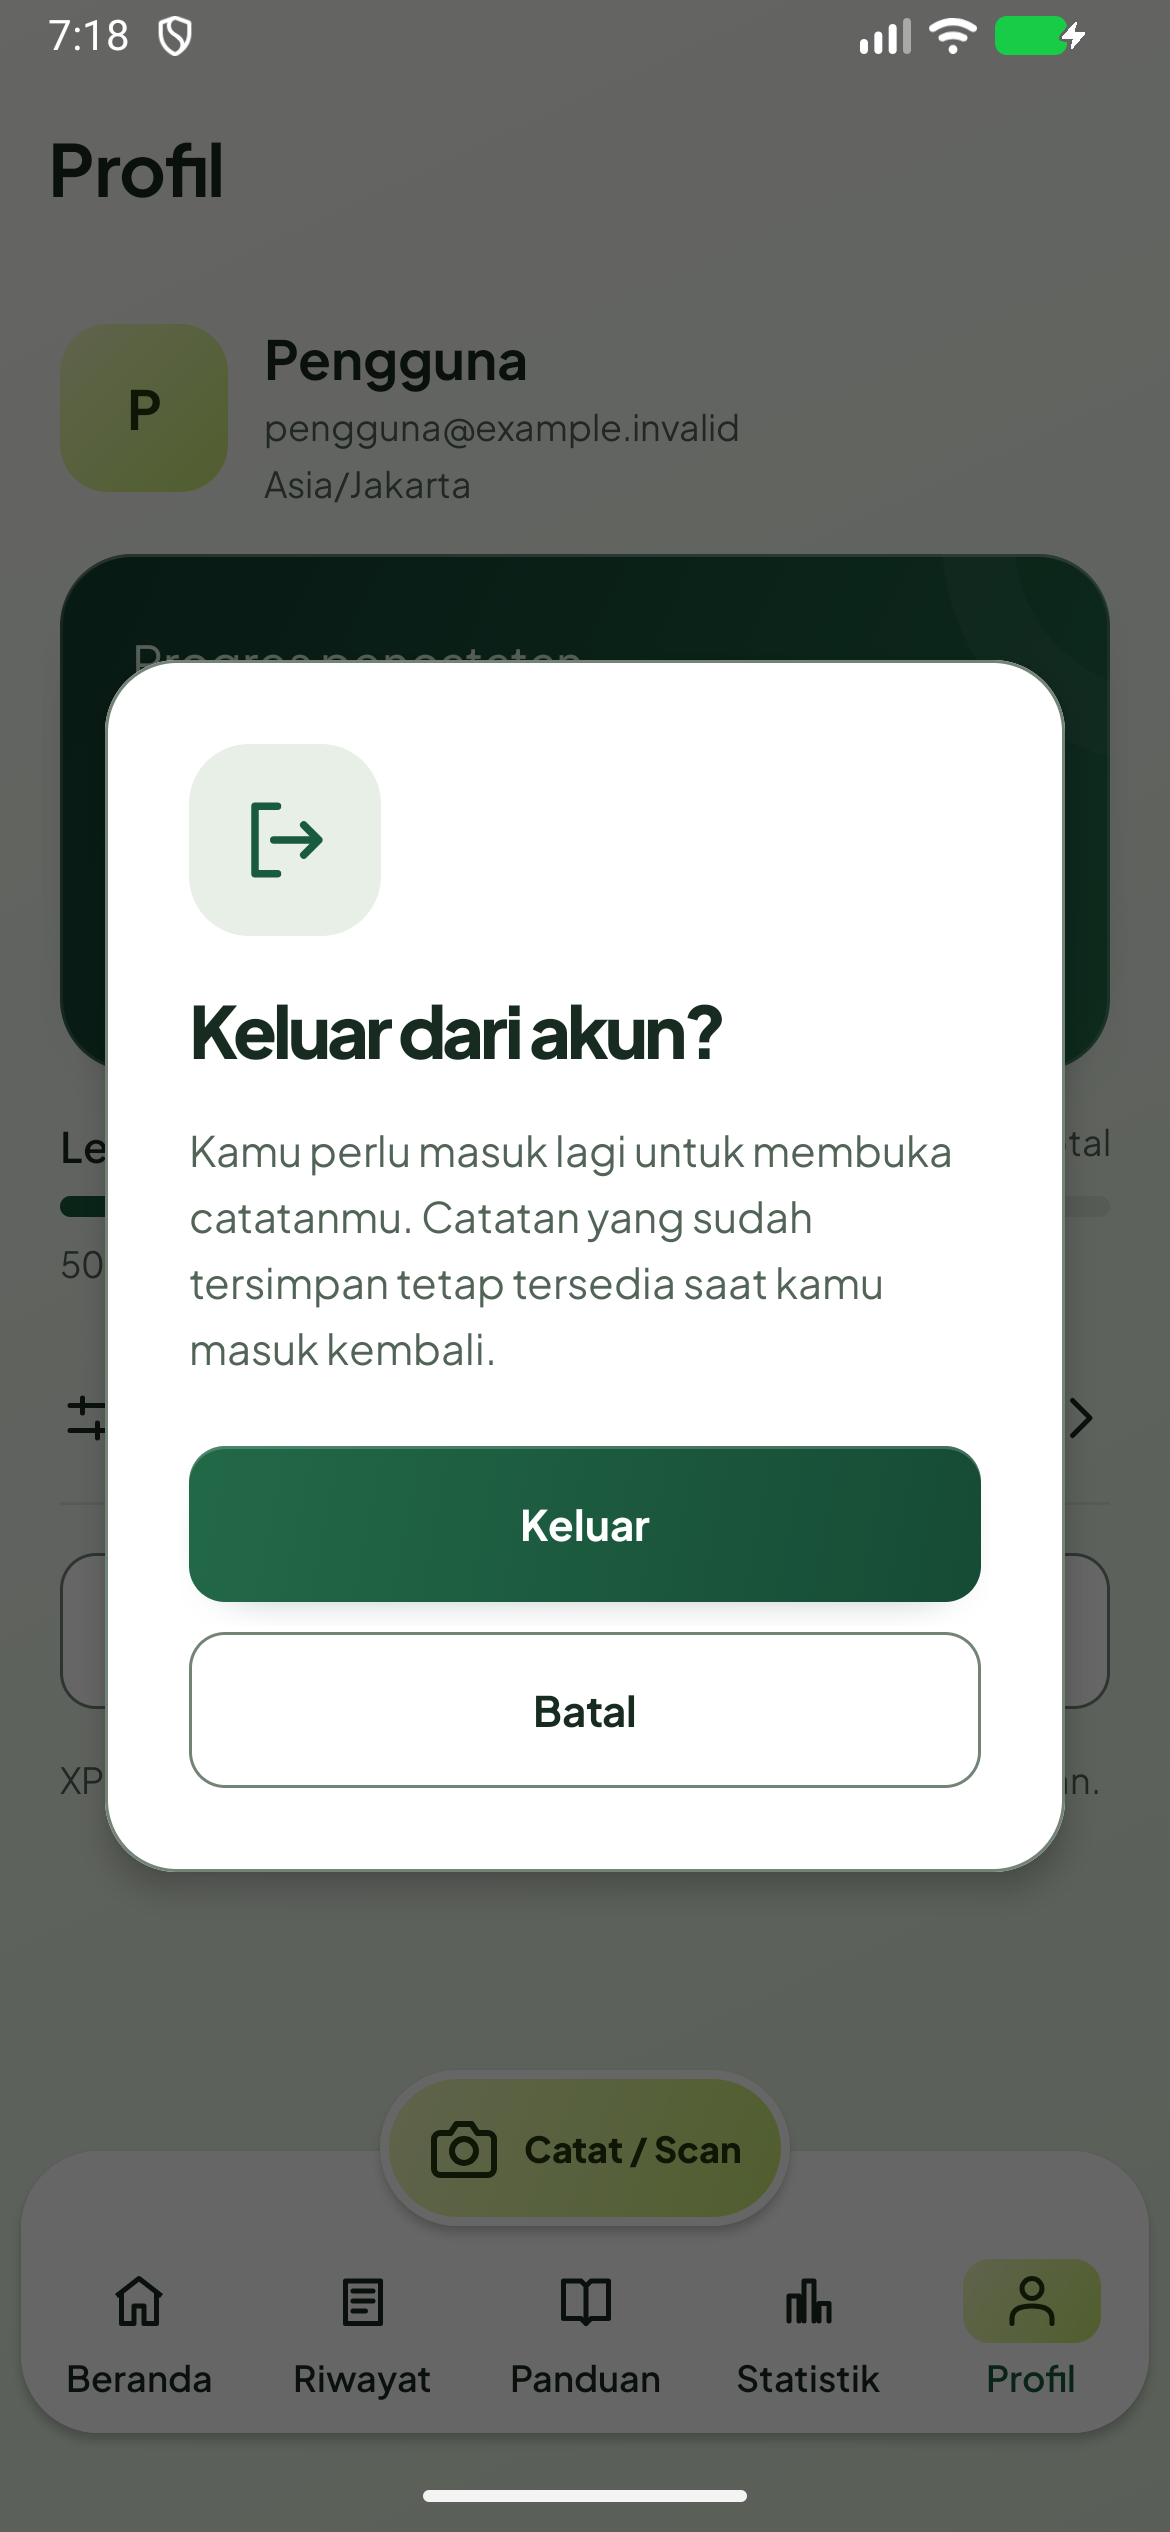 7:18
Profil
P
Pengguna
pengguna@example.invalid
Asia/Jakarta
Keluar dari akun?
Kamu perlu masuk lagi untuk membuka
catatanmu. Catatan yang sudah
tersimpan tetap tersedia saat kamu
masuk kembali.
Keluar
Batal
50
XP
Catat / Scan
Beranda
Riwayat
Panduan
Statistik
Profil